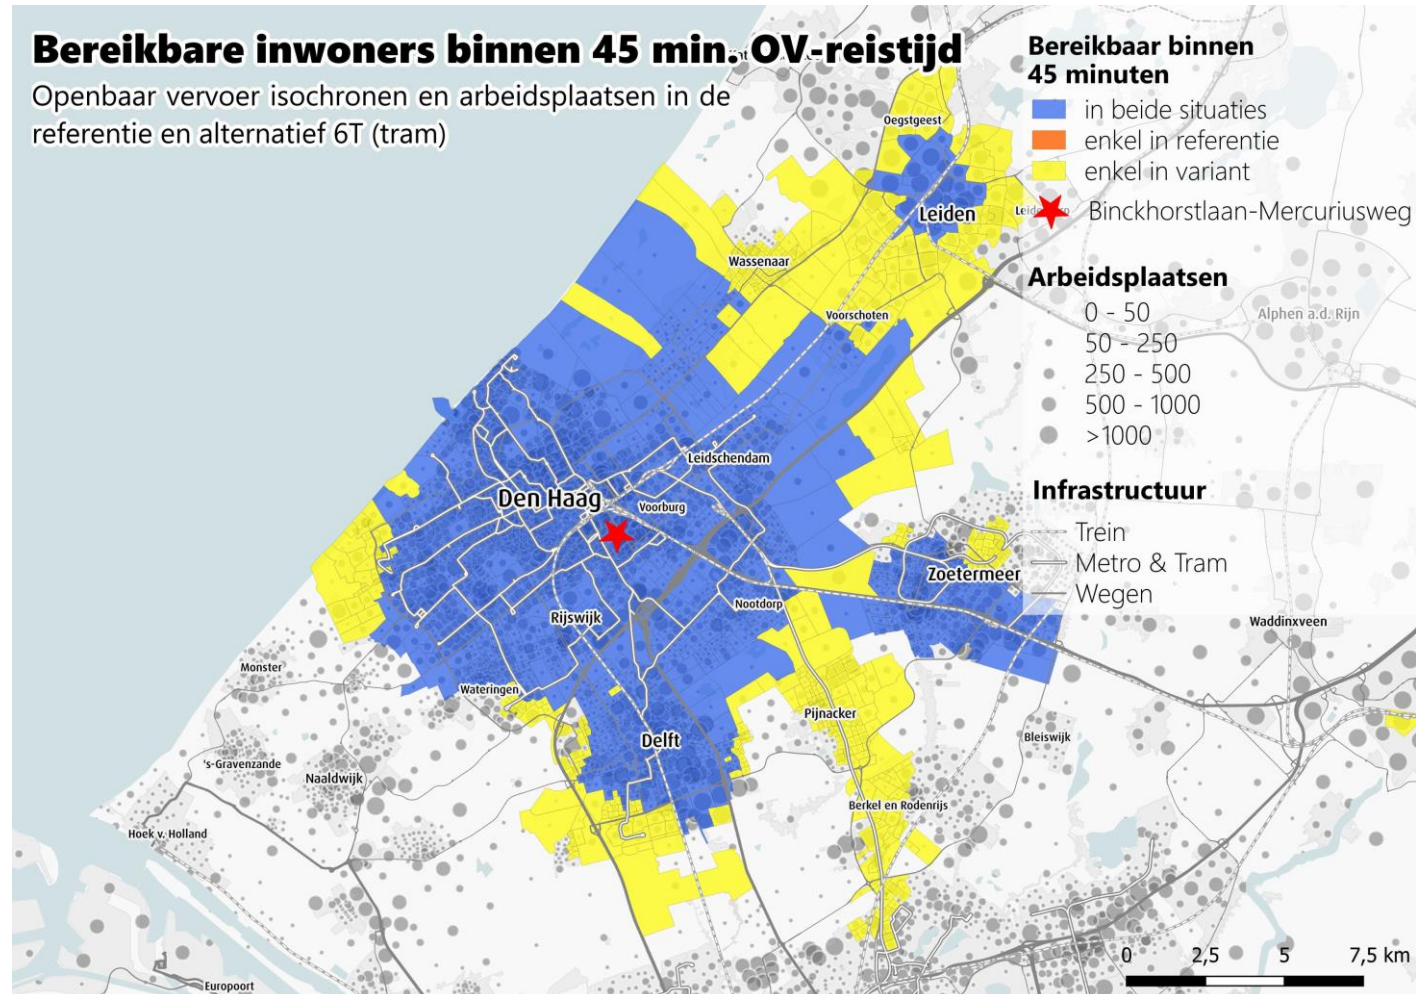 Bereikbare inwoners binnen 45 min. OV-reistijd
Openbaar vervoer isochronen en arbeidsplaatsen in de
referentie en alternatief 6T (tram)
Bereikbaar binnen
45 minuten
in beide situaties
enkel in referentie
enkel in variant
Binckhorstlaan-Mercuriusweg
Arbeidsplaatsen
0 - 50
50 - 250
250 - 500
500 - 1000
>1000
Infrastructuur
Trein
Metro & Tram
Wegen
Oegstgeest
Leiden
Wassenaar
Voorschoten
Alphen a.d. Rijn
Leidschendam
Den Haag
Voorburg
Zoetermeer
Nootdorp
Rijswijk
Waddinxveen
Monster
Wateringen
Pijnacker
Delft
Bleiswijk
's-Gravenzande
Naaldwijk
Berkel en Rodenrijs
Hoek v. Holland
Europoort
0 2,5 5 7,5 km